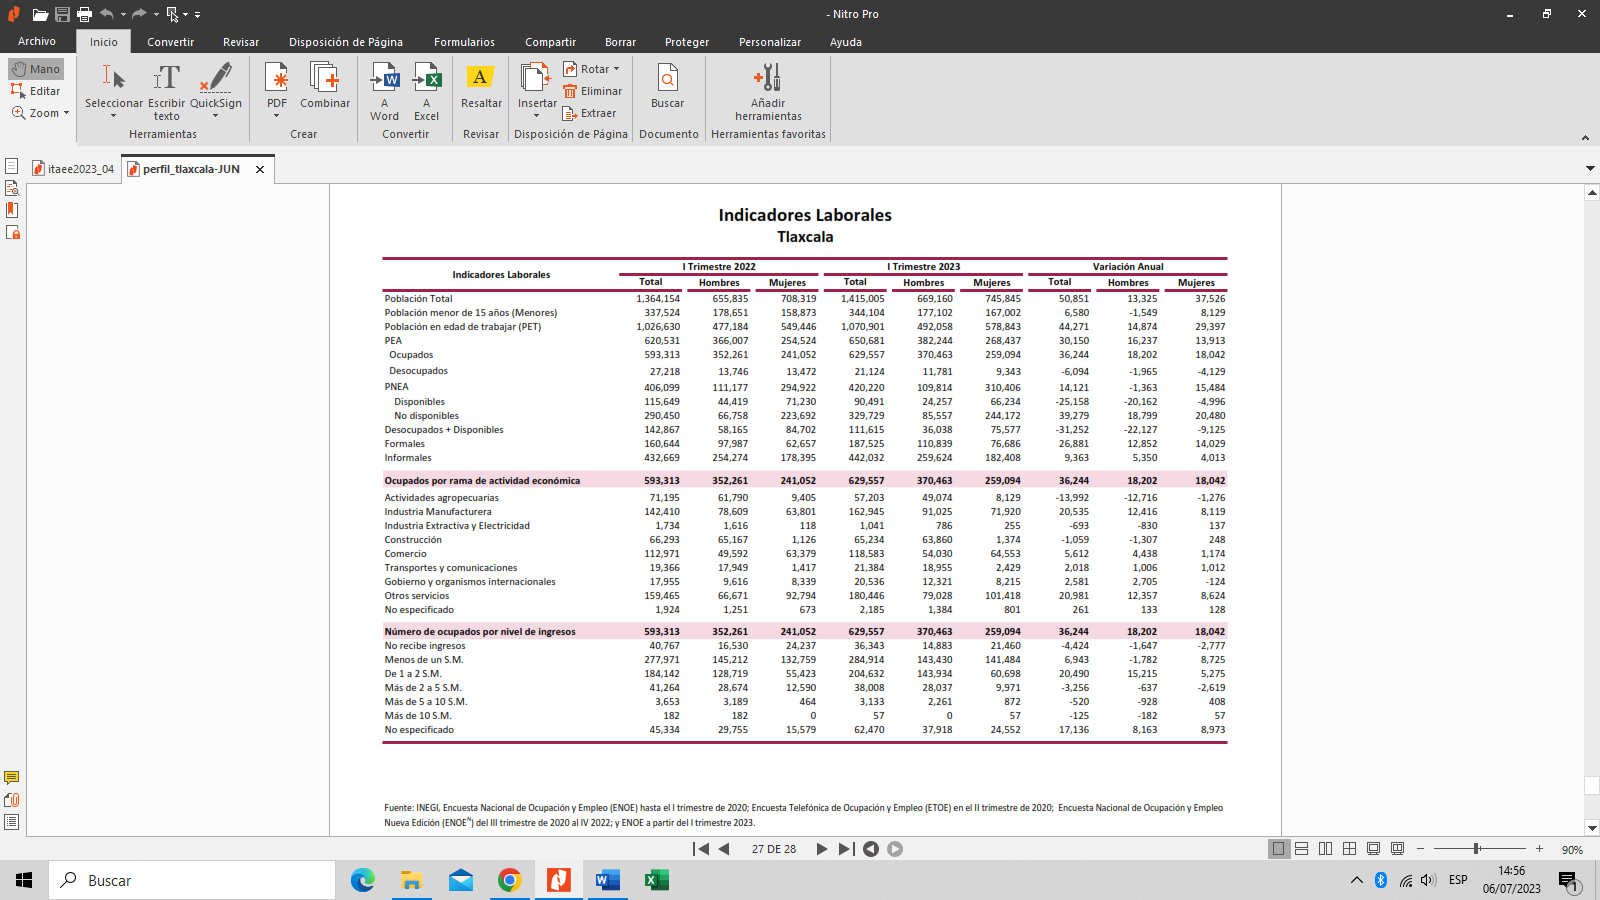 - Nitro Pro
Archivo Inicio Convertir Revisar Disposición de Página Formularios Compartir Borrar Proteger Personalizar Ayuda
Mano
Editar
Zoom
Seleccionar Escribir texto QuickSign
Herramientas
PDF Combinar
Crear
A Word A Excel
Convertir
Resaltar
Revisar
Insertar Rotar Eliminar Extraer
Disposición de Página
Buscar
Documento
Añadir herramientas
Herramientas favoritas
itaee2023_04 perfil_tlaxcala-JUN
Indicadores Laborales
Tlaxcala
Indicadores Laborales I Trimestre 2022 I Trimestre 2023 Variación Anual
Total Hombres Mujeres Total Hombres Mujeres Total Hombres Mujeres
Población Total 1,364,154 655,835 708,319 1,415,005 669,160 745,845 50,851 13,325 37,526
Población menor de 15 años (Menores) 337,524 178,651 158,873 344,104 177,102 167,002 6,580 -1,549 8,129
Población en edad de trabajar (PET) 1,026,630 477,184 549,446 1,070,901 492,058 578,843 44,271 14,874 29,397
PEA 620,531 366,007 254,524 650,681 382,244 268,437 30,150 16,237 13,913
Ocupados 593,313 352,261 241,052 629,557 370,463 259,094 36,244 18,202 18,042
Desocupados 27,218 13,746 13,472 21,124 11,781 9,343 -6,094 -1,965 -4,129
PNEA 406,099 111,177 294,922 420,220 109,814 310,406 14,121 -1,363 15,484
Disponibles 115,649 44,419 71,230 90,491 24,257 66,234 -25,158 -20,162 -4,996
No disponibles 290,450 66,758 223,692 329,729 85,557 244,172 39,279 18,799 20,480
Desocupados + Disponibles 142,867 58,165 84,702 111,615 36,038 75,577 -31,252 -22,127 -9,125
Formales 160,644 97,987 62,657 187,525 110,839 76,686 26,881 12,852 14,029
Informales 432,669 254,274 178,395 442,032 259,624 182,408 9,363 5,350 4,013
Ocupados por rama de actividad económica 593,313 352,261 241,052 629,557 370,463 259,094 36,244 18,202 18,042
Actividades agropecuarias 71,195 61,790 9,405 57,203 49,074 8,129 -13,992 -12,716 -1,276
Industria Manufacturera 142,410 78,609 63,801 162,945 91,025 71,920 20,535 12,416 8,119
Industria Extractiva y Electricidad 1,734 1,616 118 1,041 786 255 -693 -830 137
Construcción 66,293 65,167 1,126 65,234 63,860 1,374 -1,059 -1,307 248
Comercio 112,971 49,592 63,379 118,583 54,030 64,553 5,612 4,438 1,174
Transportes y comunicaciones 19,366 17,949 1,417 21,384 18,955 2,429 2,018 1,006 1,012
Gobierno y organismos internacionales 17,955 9,616 8,339 20,536 12,321 8,215 2,581 2,705 -124
Otros servicios 159,465 66,671 92,794 180,446 79,028 101,418 20,981 12,357 8,624
No especificado 1,924 1,251 673 2,185 1,384 801 261 133 128
Número de ocupados por nivel de ingresos 593,313 352,261 241,052 629,557 370,463 259,094 36,244 18,202 18,042
No recibe ingresos 40,767 16,530 24,237 36,343 14,883 21,460 -4,424 -1,647 -2,777
Menos de un S.M. 277,971 145,212 132,759 284,914 143,430 141,484 6,943 -1,782 8,725
De 1 a 2 S.M. 184,142 128,719 55,423 204,632 143,934 60,698 20,490 15,215 5,275
Más de 2 a 5 S.M. 41,264 28,674 12,590 38,008 28,037 9,971 -3,256 -637 -2,619
Más de 5 a 10 S.M. 3,653 3,189 464 3,133 2,261 872 -520 -928 408
Más de 10 S.M. 182 182 0 57 0 57 -125 -182 57
No especificado 45,334 29,755 15,579 62,470 37,918 24,552 17,136 8,163 8,973
Fuente: INEGI, Encuesta Nacional de Ocupación y Empleo (ENOE) hasta el I trimestre de 2020; Encuesta Telefónica de Ocupación y Empleo (ETOE) en el II trimestre de 2020; Encuesta Nacional de Ocupación y Empleo
Nueva Edición (ENOEᴺ) del III trimestre de 2020 al IV 2022; y ENOE a partir del I trimestre 2023.
27 DE 28
90%
Buscar
ESP
14:56
06/07/2023
1